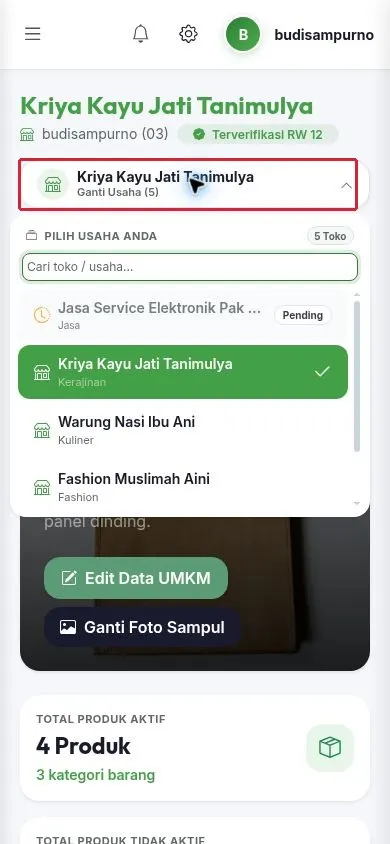 B
budisampurno
Kriya Kayu Jati Tanimulya
budisampurno (03)
Terverifikasi RW 12
Kriya Kayu Jati Tanimulya
Ganti Usaha (5)
PILIH USAHA ANDA
5 Toko
Cari toko / usaha...
Jasa Service Elektronik Pak ...
Pending
Jasa
Kriya Kayu Jati Tanimulya
Kerajinan
Warung Nasi Ibu Ani
Kuliner
Fashion Muslimah Aini
Fashion
panel dinding.
Edit Data UMKM
Ganti Foto Sampul
TOTAL PRODUK AKTIF
4 Produk
3 kategori barang
TOTAL PRODUK TIDAK AKTIF